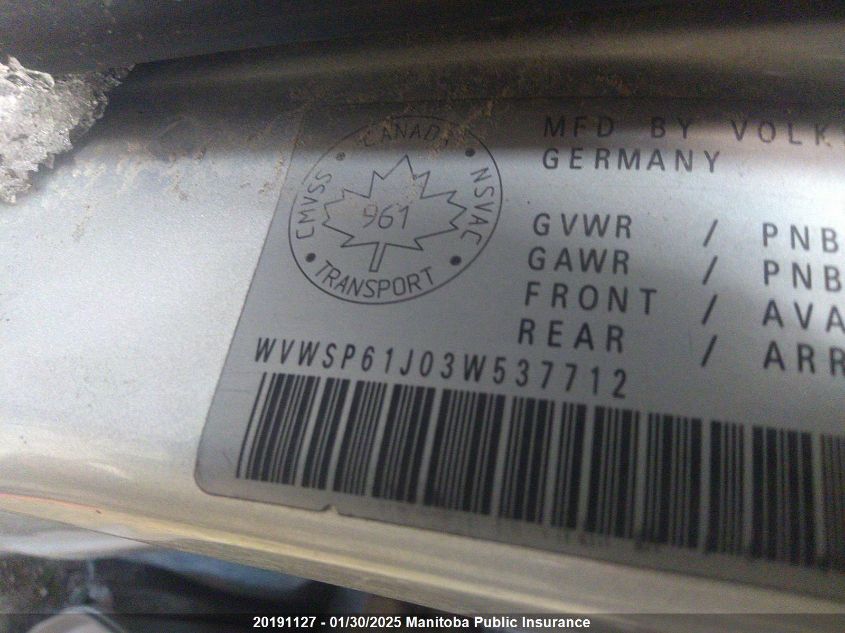 CANADA
CMVSS
NSVAC
961
TRANSPORT
MFD BY VOLK
GERMANY
GVWR / PNB
GAWR / PNB
FRONT / AVA
REAR / ARR
WVWSP61J03W537712
20191127 - 01/30/2025 Manitoba Public Insurance